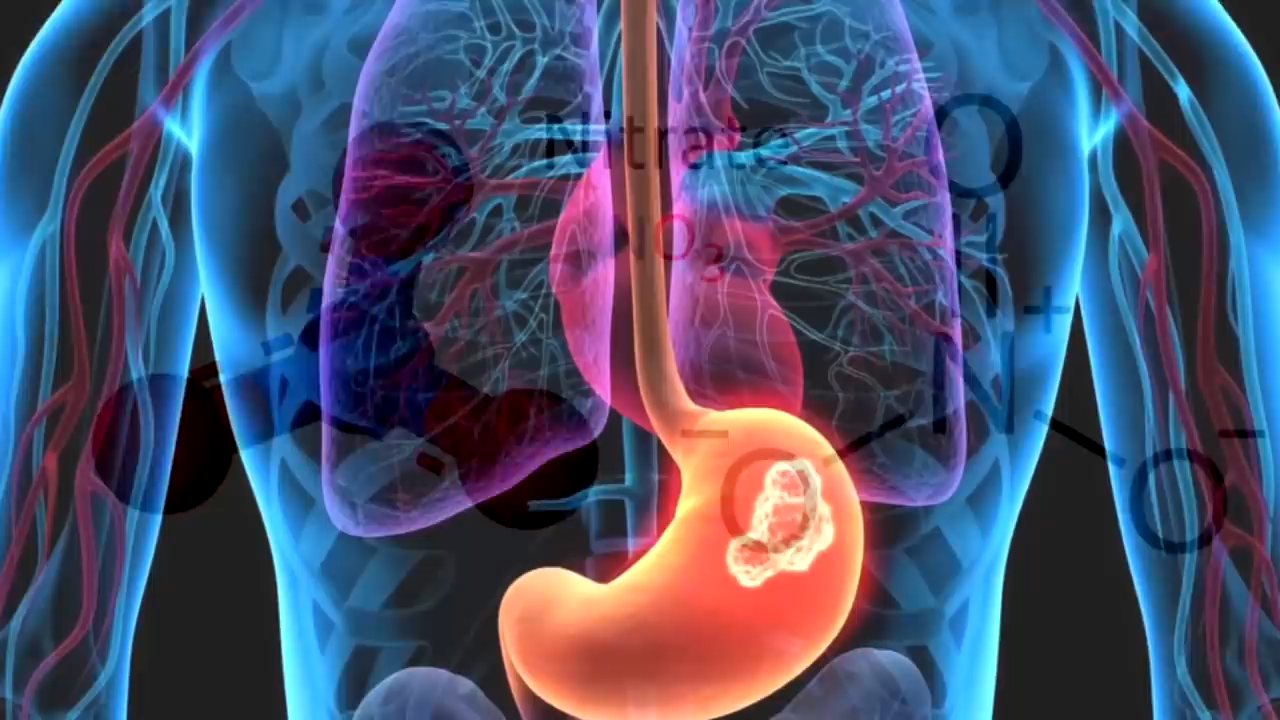 Nitrate
O
NO₃
N+
−O O−